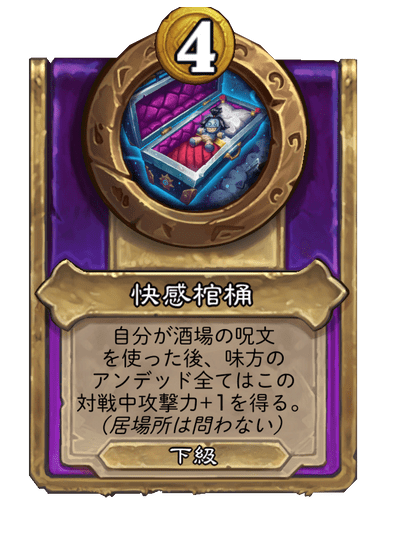 4
快感棺桶
自分が酒場の呪文
を使った後、味方の
アンデッド全てはこの
対戦中攻撃力+1を得る。
（居場所は問わない）
下級